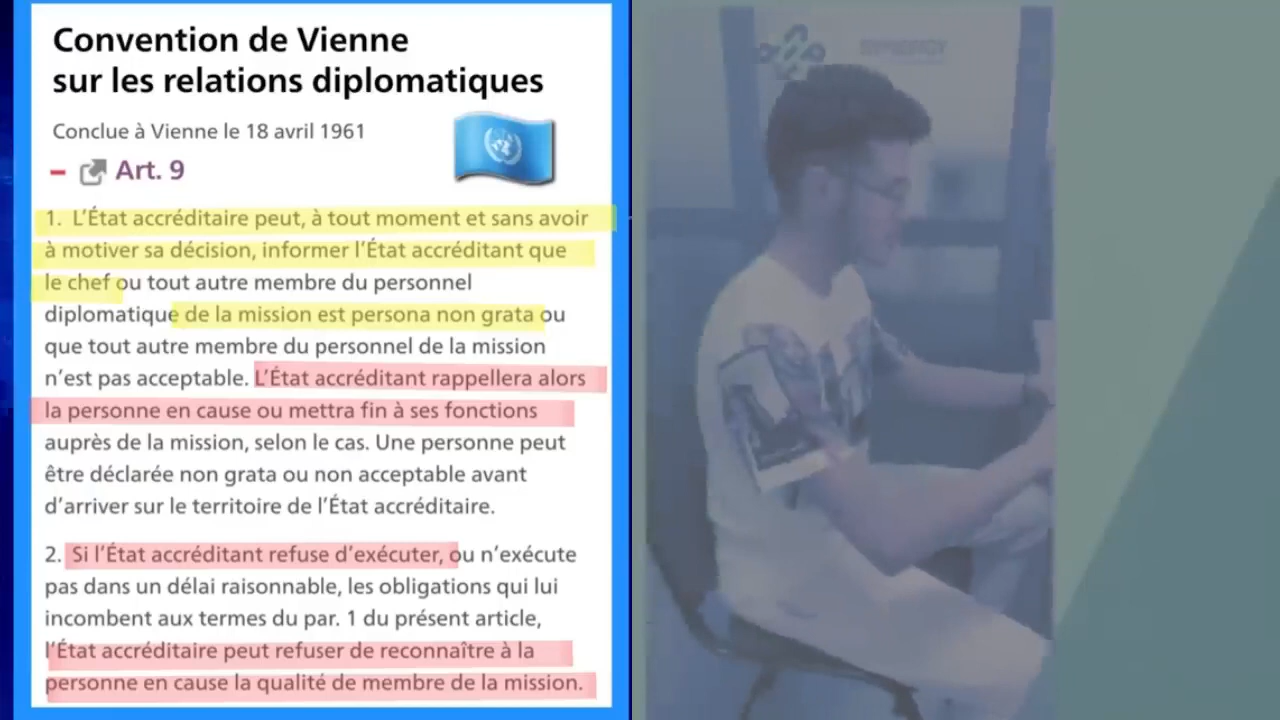 Convention de Vienne
sur les relations diplomatiques
Conclue à Vienne le 18 avril 1961
Art. 9
1. L’État accréditaire peut, à tout moment et sans avoir
à motiver sa décision, informer l’État accréditant que
le chef ou tout autre membre du personnel
diplomatique de la mission est persona non grata ou
que tout autre membre du personnel de la mission
n’est pas acceptable. L’État accréditant rappellera alors
la personne en cause ou mettra fin à ses fonctions
auprès de la mission, selon le cas. Une personne peut
être déclarée non grata ou non acceptable avant
d’arriver sur le territoire de l’État accréditaire.
2. Si l’État accréditant refuse d’exécuter, ou n’exécute
pas dans un délai raisonnable, les obligations qui lui
incombent aux termes du par. 1 du présent article,
l’État accréditaire peut refuser de reconnaître à la
personne en cause la qualité de membre de la mission.